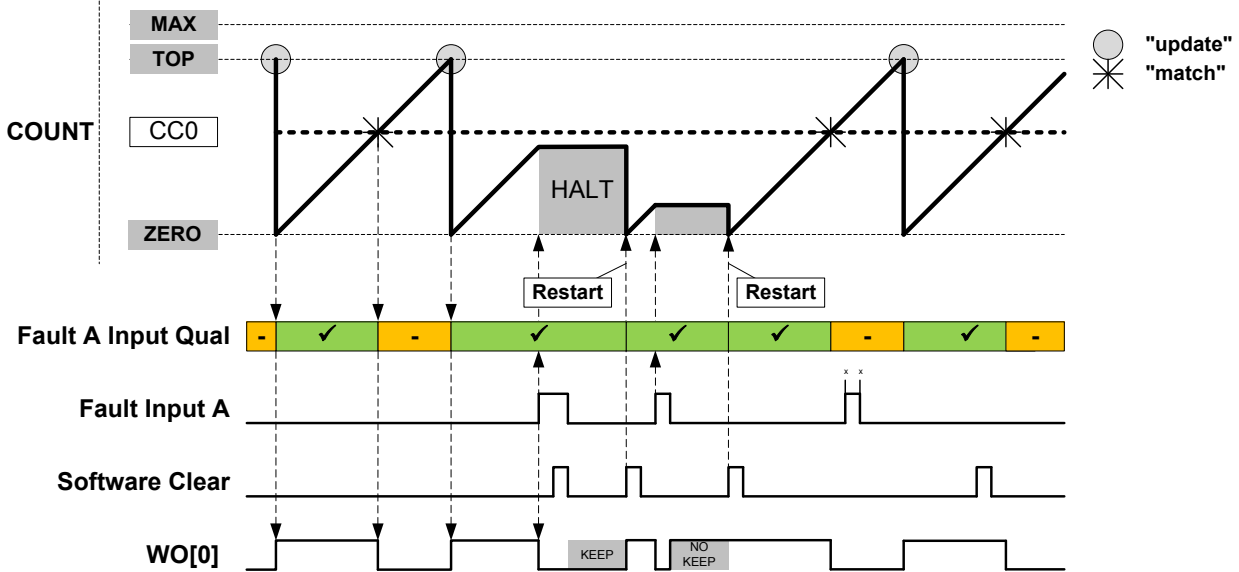 MAX
TOP
"update"
"match"
COUNT
CC0
HALT
ZERO
Restart
Restart
Fault A Input Qual
- ✓ - ✓ ✓ ✓ - ✓ -
x x
Fault Input A
Software Clear
WO[0]
KEEP
NO
KEEP